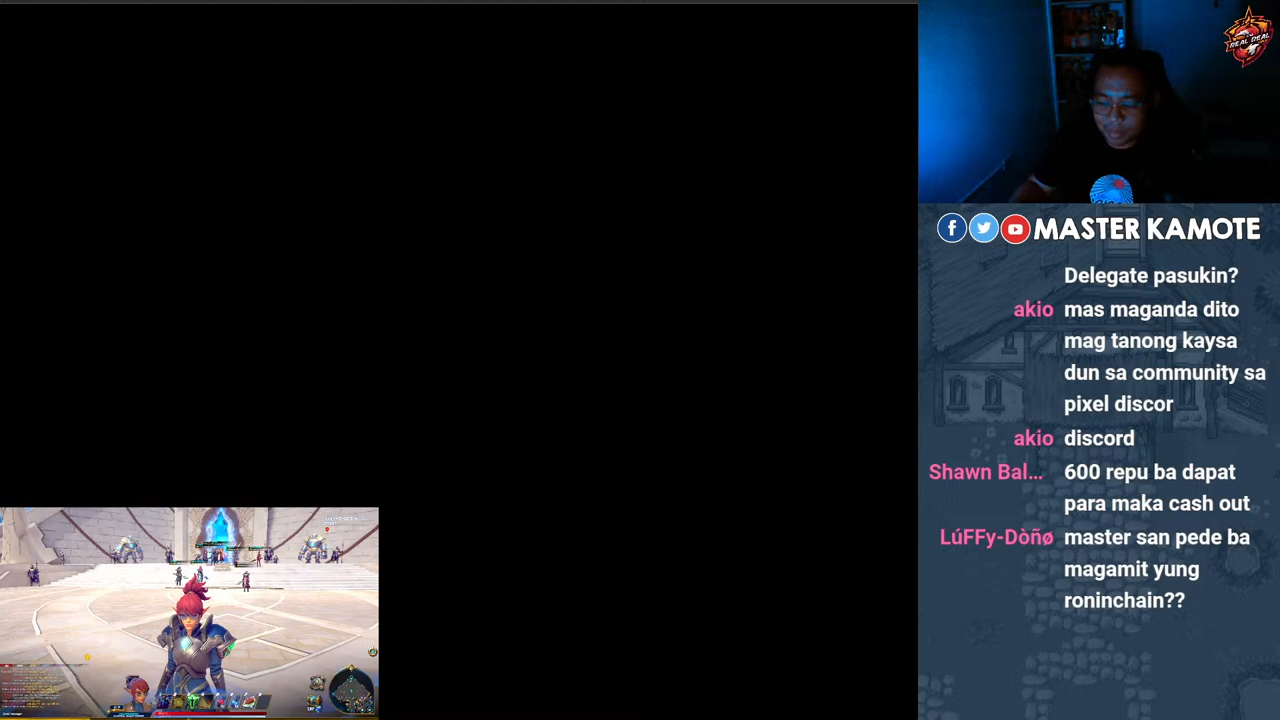 REAL DEAL
MASTER KAMOTE
Delegate pasukin?
akio mas maganda dito
mag tanong kaysa
dun sa community sa
pixel discor
akio discord
Shawn Bal... 600 repu ba dapat
para maka cash out
LúFFy-Dòñø master san pede ba
magamit yung
roninchain??